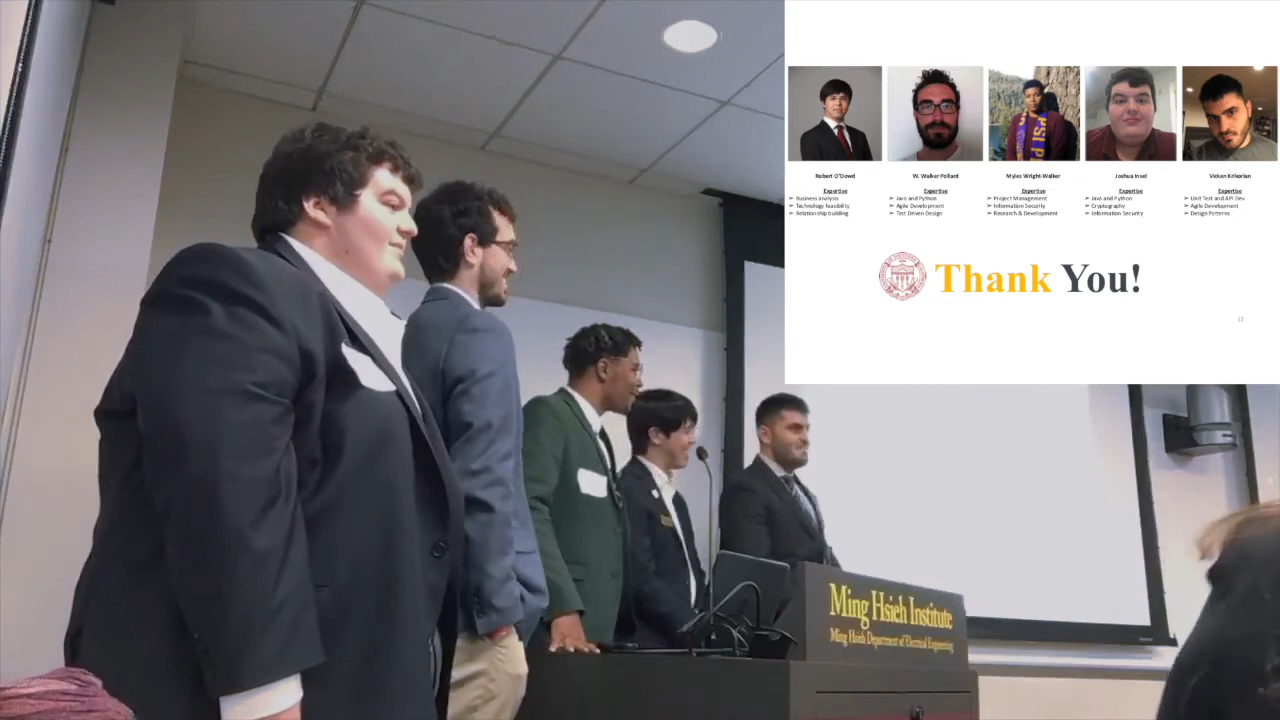 Robert O'Dowd
Expertise
➢ Business analysis
➢ Technology feasibility
➢ Relationship building
W. Walker Pollard
Expertise
➢ Java and Python
➢ Agile Development
➢ Test Driven Design
PSI P
Myles Wright-Walker
Expertise
➢ Project Management
➢ Information Security
➢ Research & Development
Joshua Insel
Expertise
➢ Java and Python
➢ Cryptography
➢ Information Security
Vicken Krikorian
Expertise
➢ Unit Test and API Dev
➢ Agile Development
➢ Design Patterns
Thank You!
12
Ming Hsieh Institute
Ming Hsieh Department of Electrical Engineering